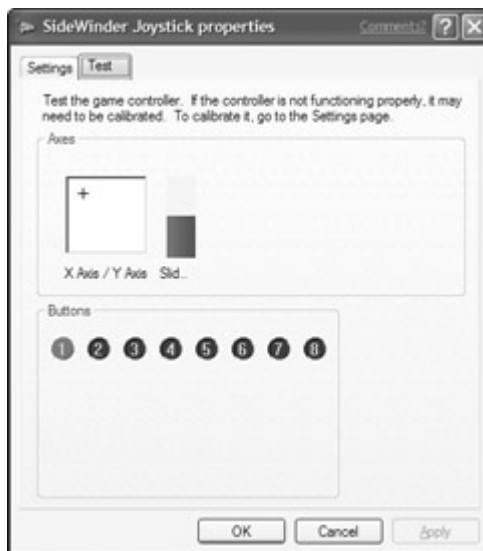 SideWinder Joystick properties
Comments?
Settings Test
Test the game controller. If the controller is not functioning properly, it may
need to be calibrated. To calibrate it, go to the Settings page.
Axes
X Axis / Y Axis Slid...
Buttons
1 2 3 4 5 6 7 8
OK Cancel Apply